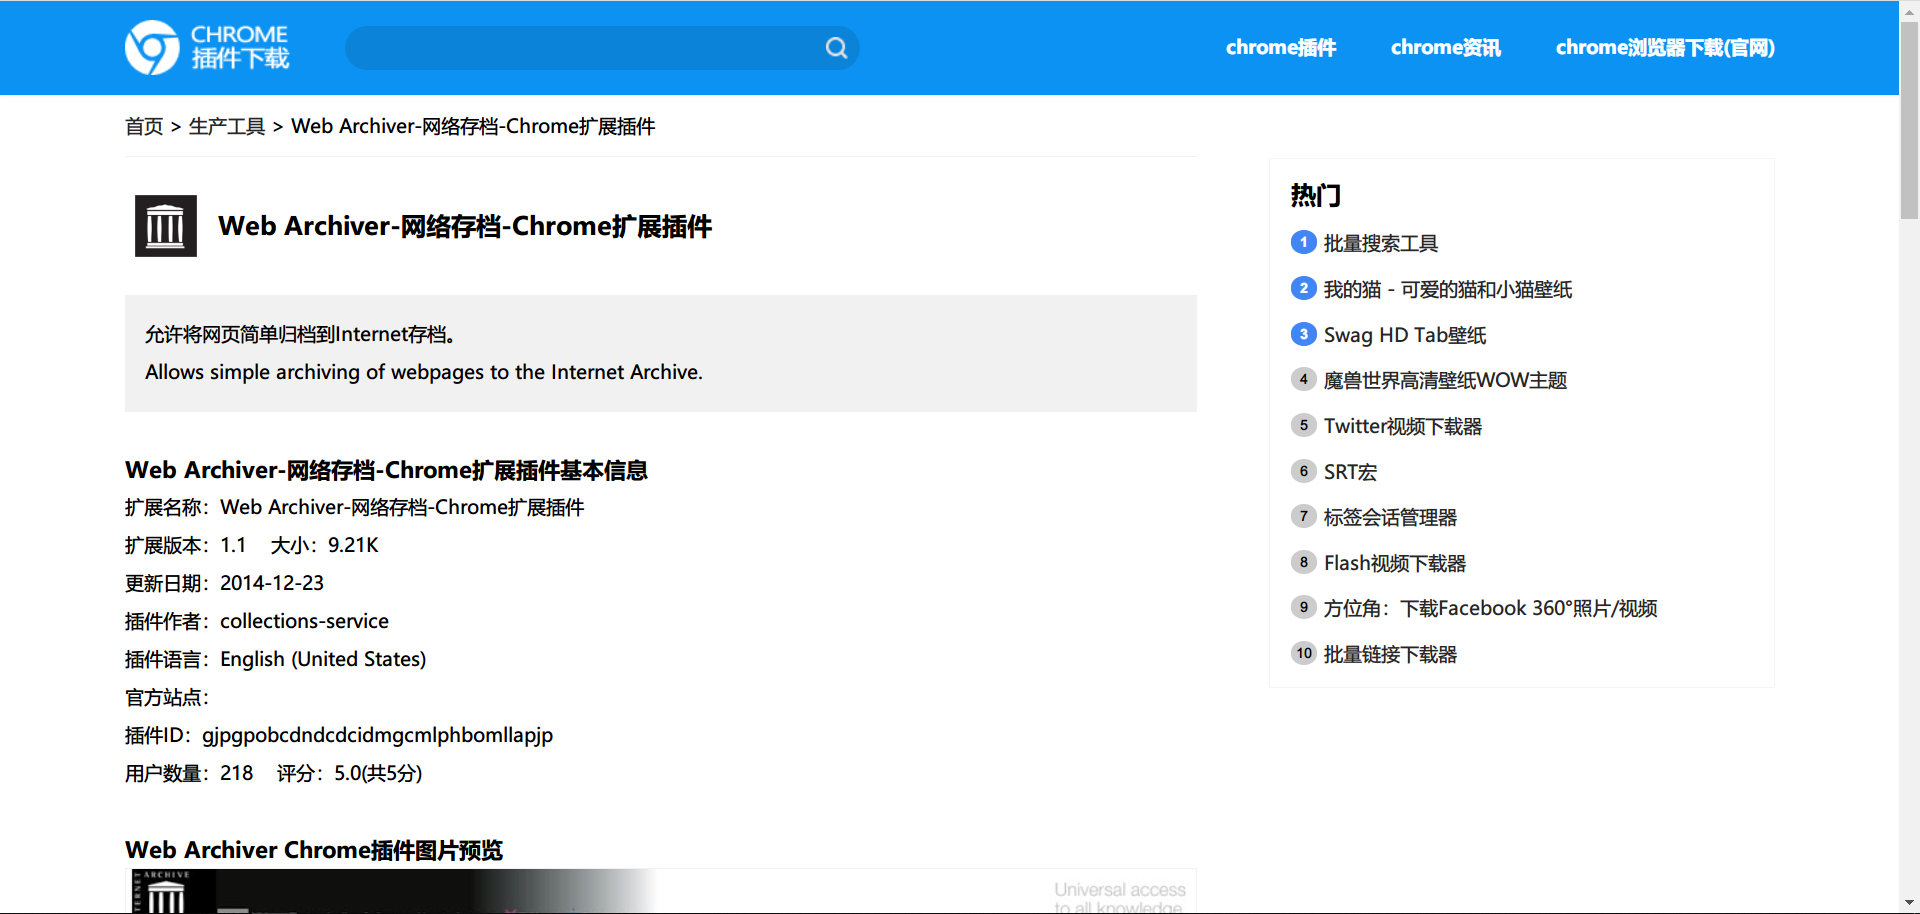 CHROME
插件下载
chrome插件
chrome资讯
chrome浏览器下载(官网)
首页 > 生产工具 > Web Archiver-网络存档-Chrome扩展插件
Web Archiver-网络存档-Chrome扩展插件
允许将网页简单归档到Internet存档。
Allows simple archiving of webpages to the Internet Archive.
Web Archiver-网络存档-Chrome扩展插件基本信息
扩展名称：Web Archiver-网络存档-Chrome扩展插件
扩展版本：1.1 大小：9.21K
更新日期：2014-12-23
插件作者：collections-service
插件语言：English (United States)
官方站点：
插件ID：gjpgpobcdndcdcidmgcmlphbomllapjp
用户数量：218 评分：5.0(共5分)
Web Archiver Chrome插件图片预览
ARCHIVE
Universal access
to all knowledge
热门
1 批量搜索工具
2 我的猫 - 可爱的猫和小猫壁纸
3 Swag HD Tab壁纸
4 魔兽世界高清壁纸WOW主题
5 Twitter视频下载器
6 SRT宏
7 标签会话管理器
8 Flash视频下载器
9 方位角：下载Facebook 360°照片/视频
10 批量链接下载器